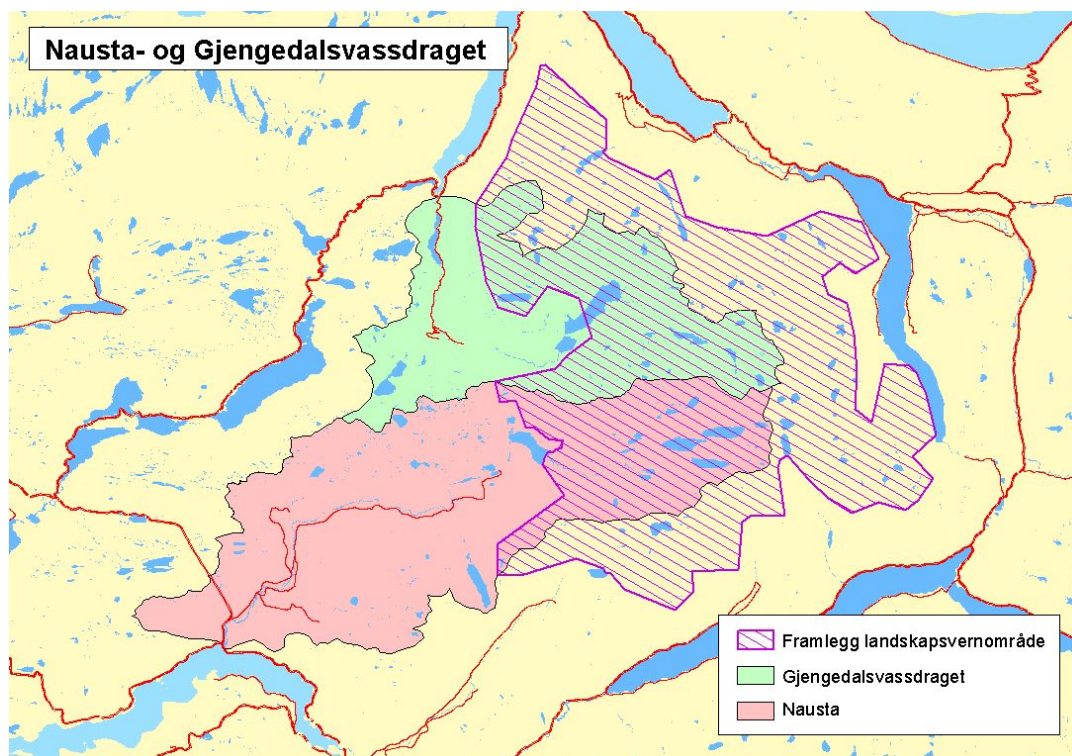 Nausta- og Gjengedalsvassdraget
Framlegg landskapsvernområde
Gjengedalsvassdraget
Nausta